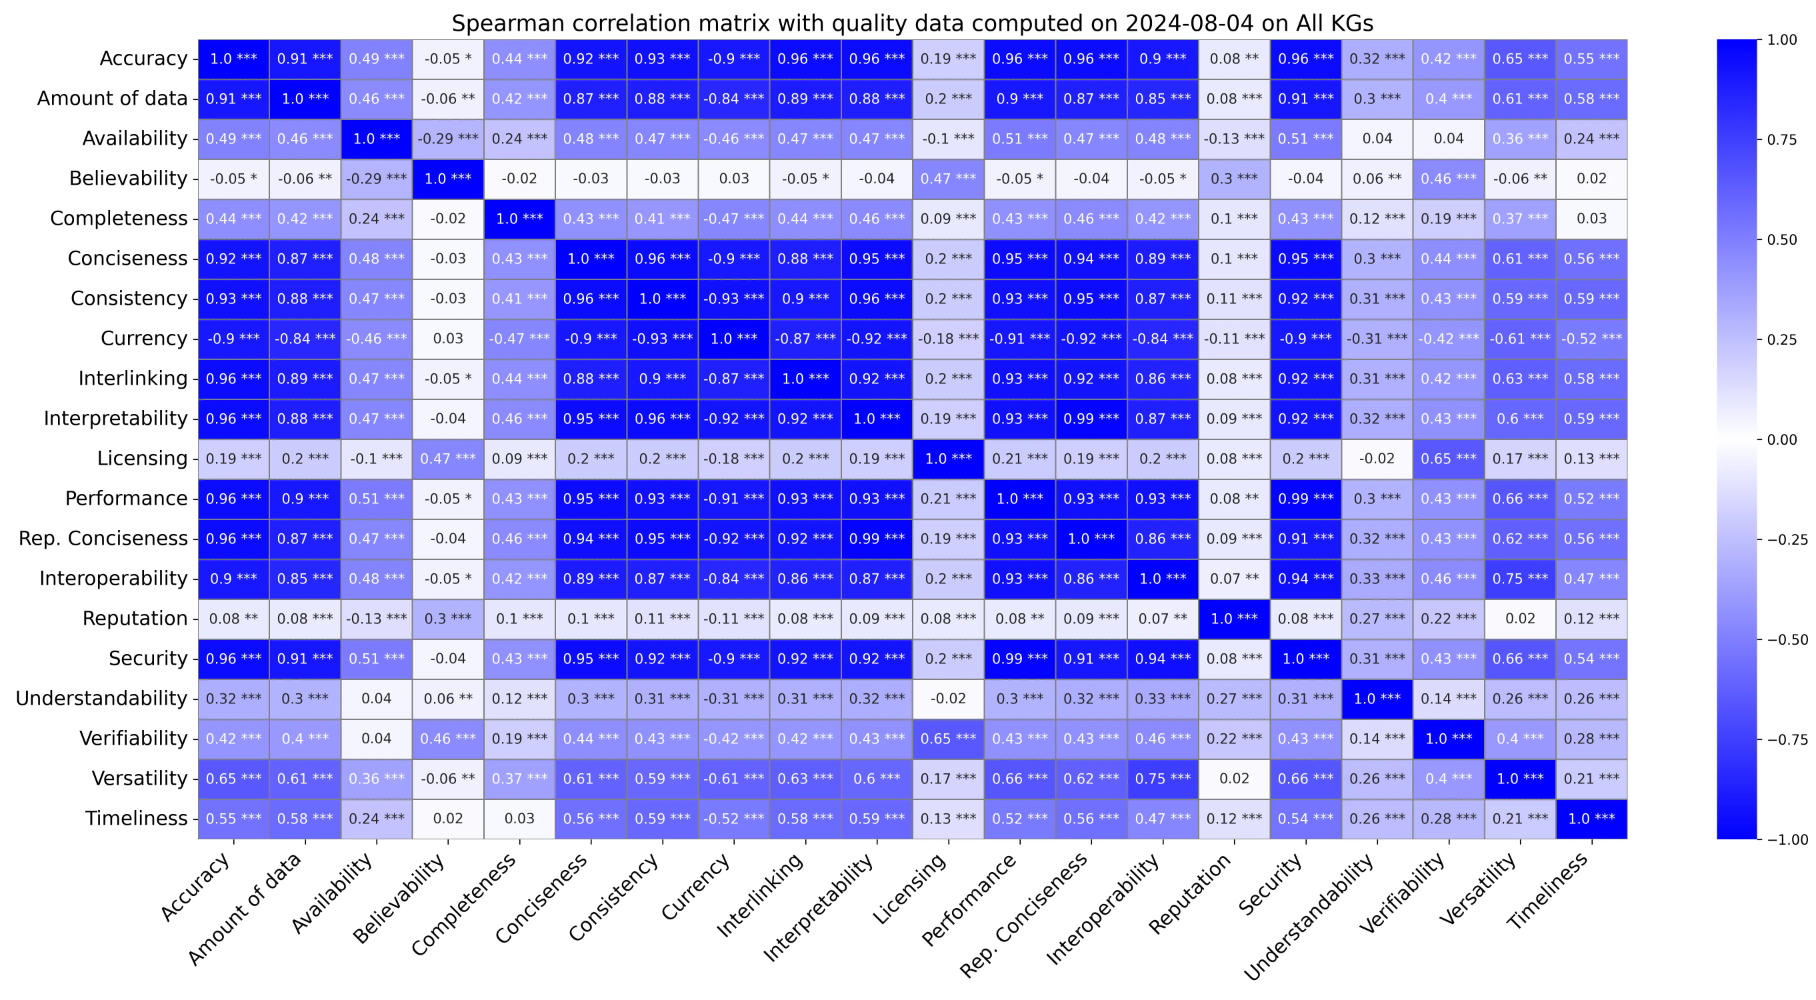 Spearman correlation matrix with quality data computed on 2024-08-04 on All KGs
Accuracy 1.0 *** 0.91 *** 0.49 *** -0.05 * 0.44 *** 0.92 *** 0.93 *** -0.9 *** 0.96 *** 0.96 *** 0.19 *** 0.96 *** 0.96 *** 0.9 *** 0.08 ** 0.96 *** 0.32 *** 0.42 *** 0.65 *** 0.55 ***
Amount of data 0.91 *** 1.0 *** 0.46 *** -0.06 ** 0.42 *** 0.87 *** 0.88 *** -0.84 *** 0.89 *** 0.88 *** 0.2 *** 0.9 *** 0.87 *** 0.85 *** 0.08 *** 0.91 *** 0.3 *** 0.4 *** 0.61 *** 0.58 ***
Availability 0.49 *** 0.46 *** 1.0 *** -0.29 *** 0.24 *** 0.48 *** 0.47 *** -0.46 *** 0.47 *** 0.47 *** -0.1 *** 0.51 *** 0.47 *** 0.48 *** -0.13 *** 0.51 *** 0.04 0.04 0.36 *** 0.24 ***
Believability -0.05 * -0.06 ** -0.29 *** 1.0 *** -0.02 -0.03 -0.03 0.03 -0.05 * -0.04 0.47 *** -0.05 * -0.04 -0.05 * 0.3 *** -0.04 0.06 ** 0.46 *** -0.06 ** 0.02
Completeness 0.44 *** 0.42 *** 0.24 *** -0.02 1.0 *** 0.43 *** 0.41 *** -0.47 *** 0.44 *** 0.46 *** 0.09 *** 0.43 *** 0.46 *** 0.42 *** 0.1 *** 0.43 *** 0.12 *** 0.19 *** 0.37 *** 0.03
Conciseness 0.92 *** 0.87 *** 0.48 *** -0.03 0.43 *** 1.0 *** 0.96 *** -0.9 *** 0.88 *** 0.95 *** 0.2 *** 0.95 *** 0.94 *** 0.89 *** 0.1 *** 0.95 *** 0.3 *** 0.44 *** 0.61 *** 0.56 ***
Consistency 0.93 *** 0.88 *** 0.47 *** -0.03 0.41 *** 0.96 *** 1.0 *** -0.93 *** 0.9 *** 0.96 *** 0.2 *** 0.93 *** 0.95 *** 0.87 *** 0.11 *** 0.92 *** 0.31 *** 0.43 *** 0.59 *** 0.59 ***
Currency -0.9 *** -0.84 *** -0.46 *** 0.03 -0.47 *** -0.9 *** -0.93 *** 1.0 *** -0.87 *** -0.92 *** -0.18 *** -0.91 *** -0.92 *** -0.84 *** -0.11 *** -0.9 *** -0.31 *** -0.42 *** -0.61 *** -0.52 ***
Interlinking 0.96 *** 0.89 *** 0.47 *** -0.05 * 0.44 *** 0.88 *** 0.9 *** -0.87 *** 1.0 *** 0.92 *** 0.2 *** 0.93 *** 0.92 *** 0.86 *** 0.08 *** 0.92 *** 0.31 *** 0.42 *** 0.63 *** 0.58 ***
Interpretability 0.96 *** 0.88 *** 0.47 *** -0.04 0.46 *** 0.95 *** 0.96 *** -0.92 *** 0.92 *** 1.0 *** 0.19 *** 0.93 *** 0.99 *** 0.87 *** 0.09 *** 0.92 *** 0.32 *** 0.43 *** 0.6 *** 0.59 ***
Licensing 0.19 *** 0.2 *** -0.1 *** 0.47 *** 0.09 *** 0.2 *** 0.2 *** -0.18 *** 0.2 *** 0.19 *** 1.0 *** 0.21 *** 0.19 *** 0.2 *** 0.08 *** 0.2 *** -0.02 0.65 *** 0.17 *** 0.13 ***
Performance 0.96 *** 0.9 *** 0.51 *** -0.05 * 0.43 *** 0.95 *** 0.93 *** -0.91 *** 0.93 *** 0.93 *** 0.21 *** 1.0 *** 0.93 *** 0.93 *** 0.08 ** 0.99 *** 0.3 *** 0.43 *** 0.66 *** 0.52 ***
Rep. Conciseness 0.96 *** 0.87 *** 0.47 *** -0.04 0.46 *** 0.94 *** 0.95 *** -0.92 *** 0.92 *** 0.99 *** 0.19 *** 0.93 *** 1.0 *** 0.86 *** 0.09 *** 0.91 *** 0.32 *** 0.43 *** 0.62 *** 0.56 ***
Interoperability 0.9 *** 0.85 *** 0.48 *** -0.05 * 0.42 *** 0.89 *** 0.87 *** -0.84 *** 0.86 *** 0.87 *** 0.2 *** 0.93 *** 0.86 *** 1.0 *** 0.07 ** 0.94 *** 0.33 *** 0.46 *** 0.75 *** 0.47 ***
Reputation 0.08 ** 0.08 *** -0.13 *** 0.3 *** 0.1 *** 0.1 *** 0.11 *** -0.11 *** 0.08 *** 0.09 *** 0.08 *** 0.08 ** 0.09 *** 0.07 ** 1.0 *** 0.08 *** 0.27 *** 0.22 *** 0.02 0.12 ***
Security 0.96 *** 0.91 *** 0.51 *** -0.04 0.43 *** 0.95 *** 0.92 *** -0.9 *** 0.92 *** 0.92 *** 0.2 *** 0.99 *** 0.91 *** 0.94 *** 0.08 *** 1.0 *** 0.31 *** 0.43 *** 0.66 *** 0.54 ***
Understandability 0.32 *** 0.3 *** 0.04 0.06 ** 0.12 *** 0.3 *** 0.31 *** -0.31 *** 0.31 *** 0.32 *** -0.02 0.3 *** 0.32 *** 0.33 *** 0.27 *** 0.31 *** 1.0 *** 0.14 *** 0.26 *** 0.26 ***
Verifiability 0.42 *** 0.4 *** 0.04 0.46 *** 0.19 *** 0.44 *** 0.43 *** -0.42 *** 0.42 *** 0.43 *** 0.65 *** 0.43 *** 0.43 *** 0.46 *** 0.22 *** 0.43 *** 0.14 *** 1.0 *** 0.4 *** 0.28 ***
Versatility 0.65 *** 0.61 *** 0.36 *** -0.06 ** 0.37 *** 0.61 *** 0.59 *** -0.61 *** 0.63 *** 0.6 *** 0.17 *** 0.66 *** 0.62 *** 0.75 *** 0.02 0.66 *** 0.26 *** 0.4 *** 1.0 *** 0.21 ***
Timeliness 0.55 *** 0.58 *** 0.24 *** 0.02 0.03 0.56 *** 0.59 *** -0.52 *** 0.58 *** 0.59 *** 0.13 *** 0.52 *** 0.56 *** 0.47 *** 0.12 *** 0.54 *** 0.26 *** 0.28 *** 0.21 *** 1.0 ***
Accuracy
Amount of data
Availability
Believability
Completeness
Conciseness
Consistency
Currency
Interlinking
Interpretability
Licensing
Performance
Rep. Conciseness
Interoperability
Reputation
Security
Understandability
Verifiability
Versatility
Timeliness
1.00
0.75
0.50
0.25
0.00
−0.25
−0.50
−0.75
−1.00